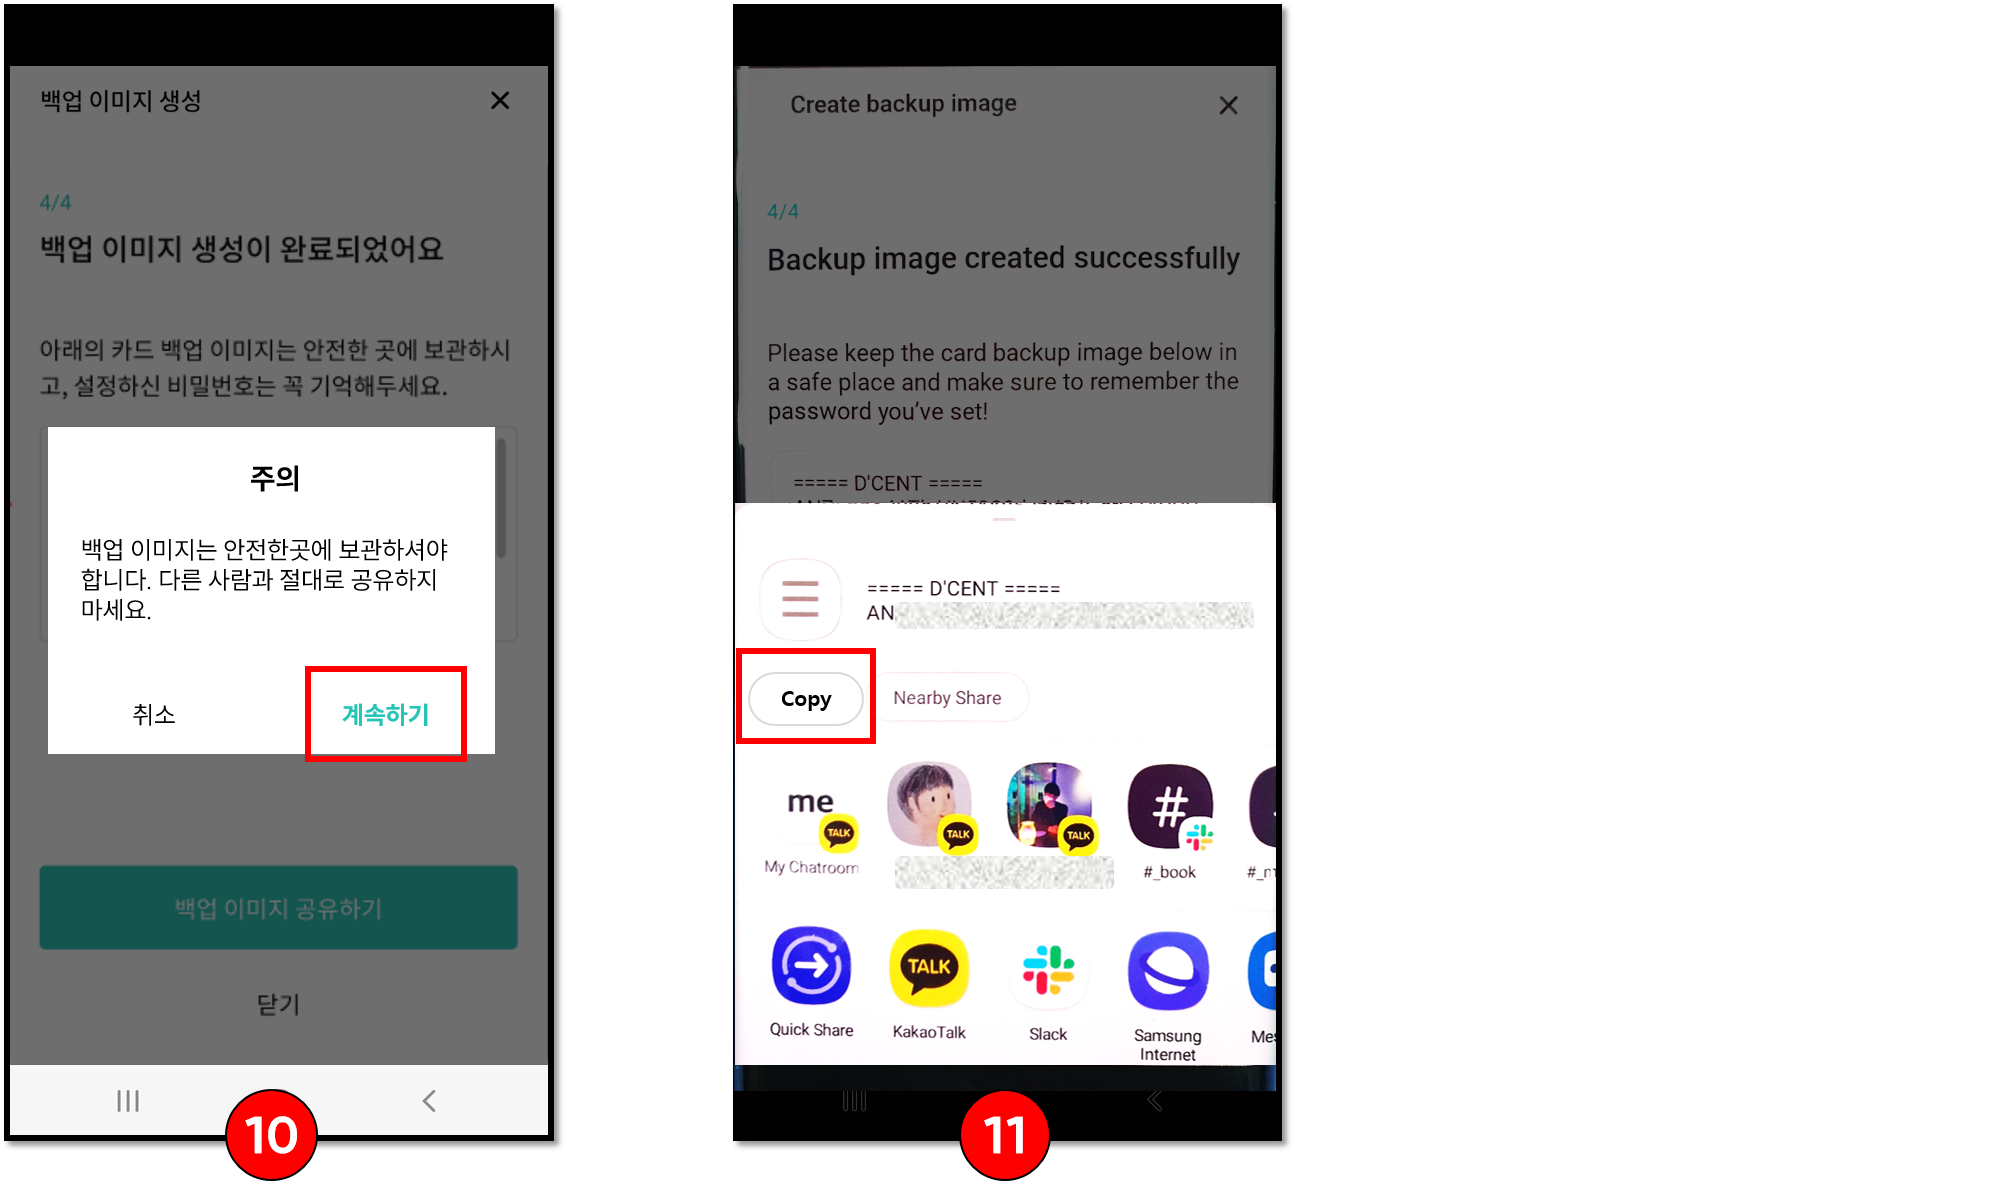 백업 이미지 생성
4/4
백업 이미지 생성이 완료되었어요
아래의 카드 백업 이미지는 안전한 곳에 보관하시
고, 설정하신 비밀번호는 꼭 기억해두세요.
주의
백업 이미지는 안전한곳에 보관하셔야
합니다. 다른 사람과 절대로 공유하지
마세요.
취소
계속하기
백업 이미지 공유하기
닫기
10
Create backup image
4/4
Backup image created successfully
Please keep the card backup image below in
a safe place and make sure to remember the
password you've set!
===== D'CENT =====
===== D'CENT =====
AN
Copy
Nearby Share
me
TALK
TALK
TALK
#
My Chatroom
#_book
TALK
Quick Share
KakaoTalk
Slack
Samsung
Internet
11